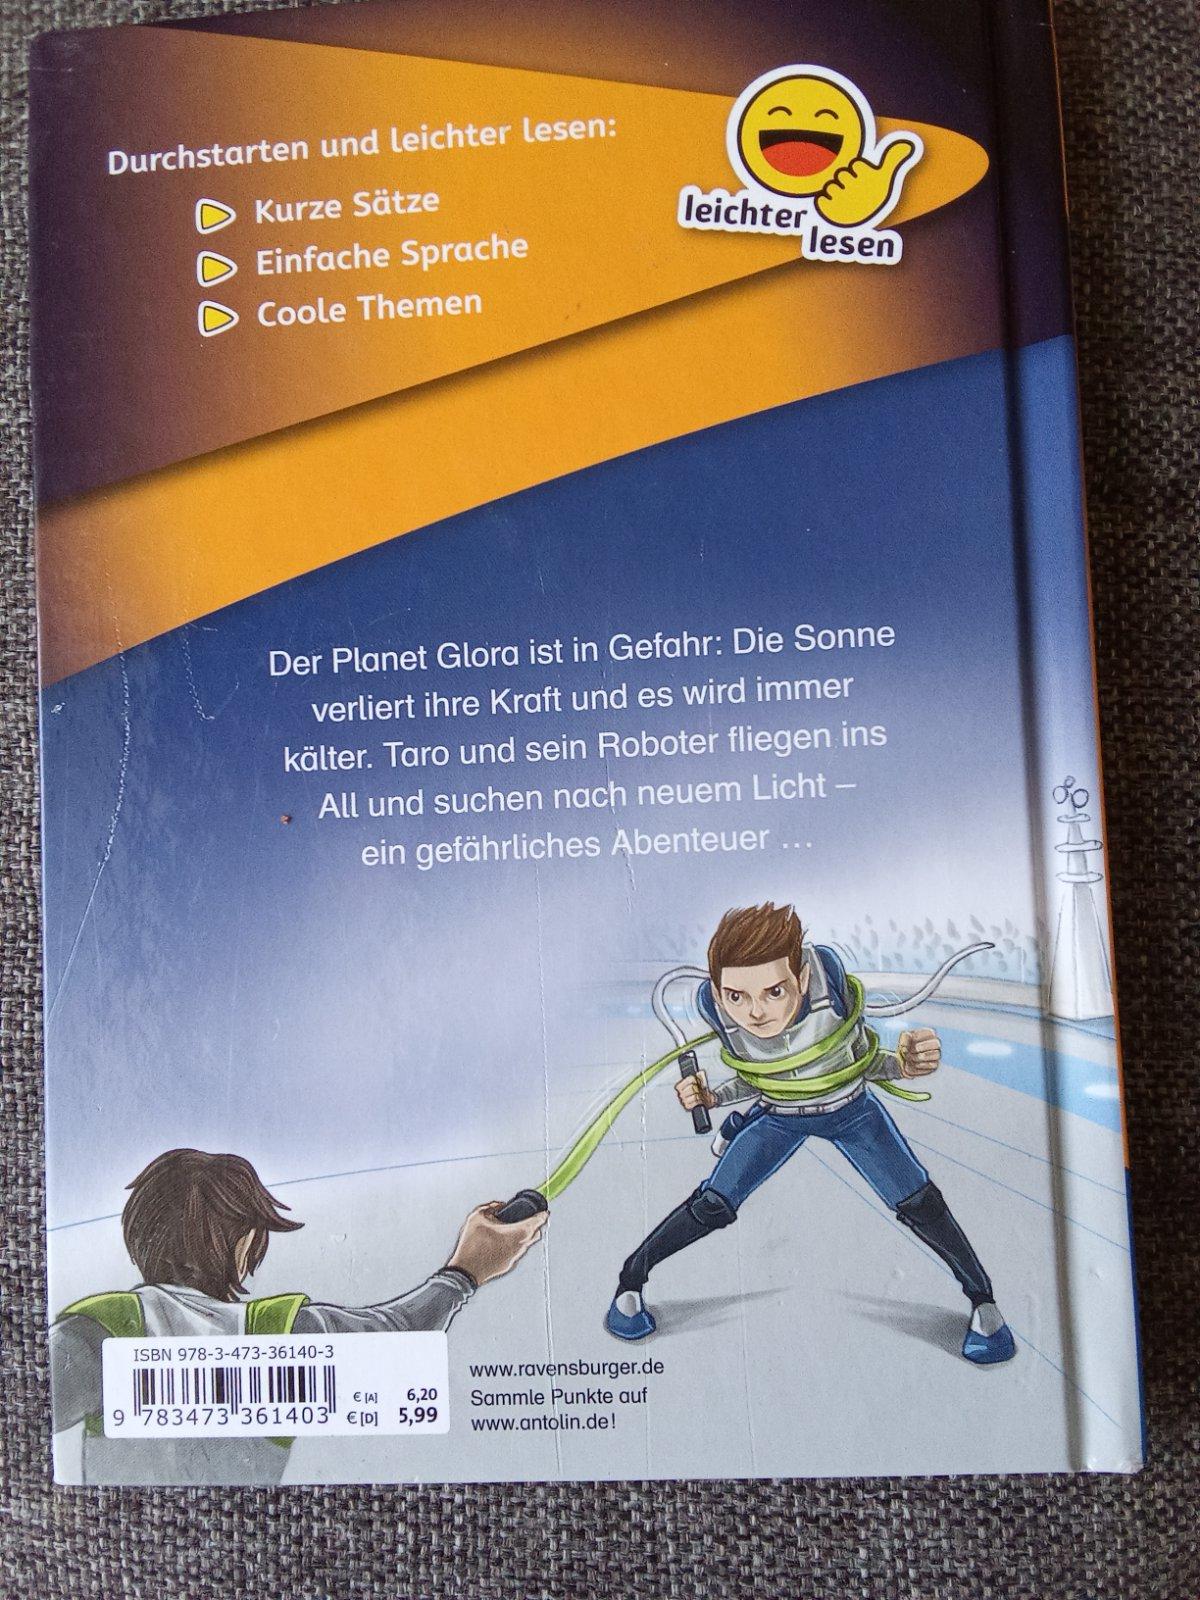 Durchstarten und leichter lesen:
Kurze Sätze
Einfache Sprache
Coole Themen
leichter
lesen
Der Planet Glora ist in Gefahr: Die Sonne
verliert ihre Kraft und es wird immer
kälter. Taro und sein Roboter fliegen ins
All und suchen nach neuem Licht –
ein gefährliches Abenteuer ...
ISBN 978-3-473-36140-3
€ [A] 6,20
9 783473 361403 € [D] 5,99
www.ravensburger.de
Sammle Punkte auf
www.antolin.de!